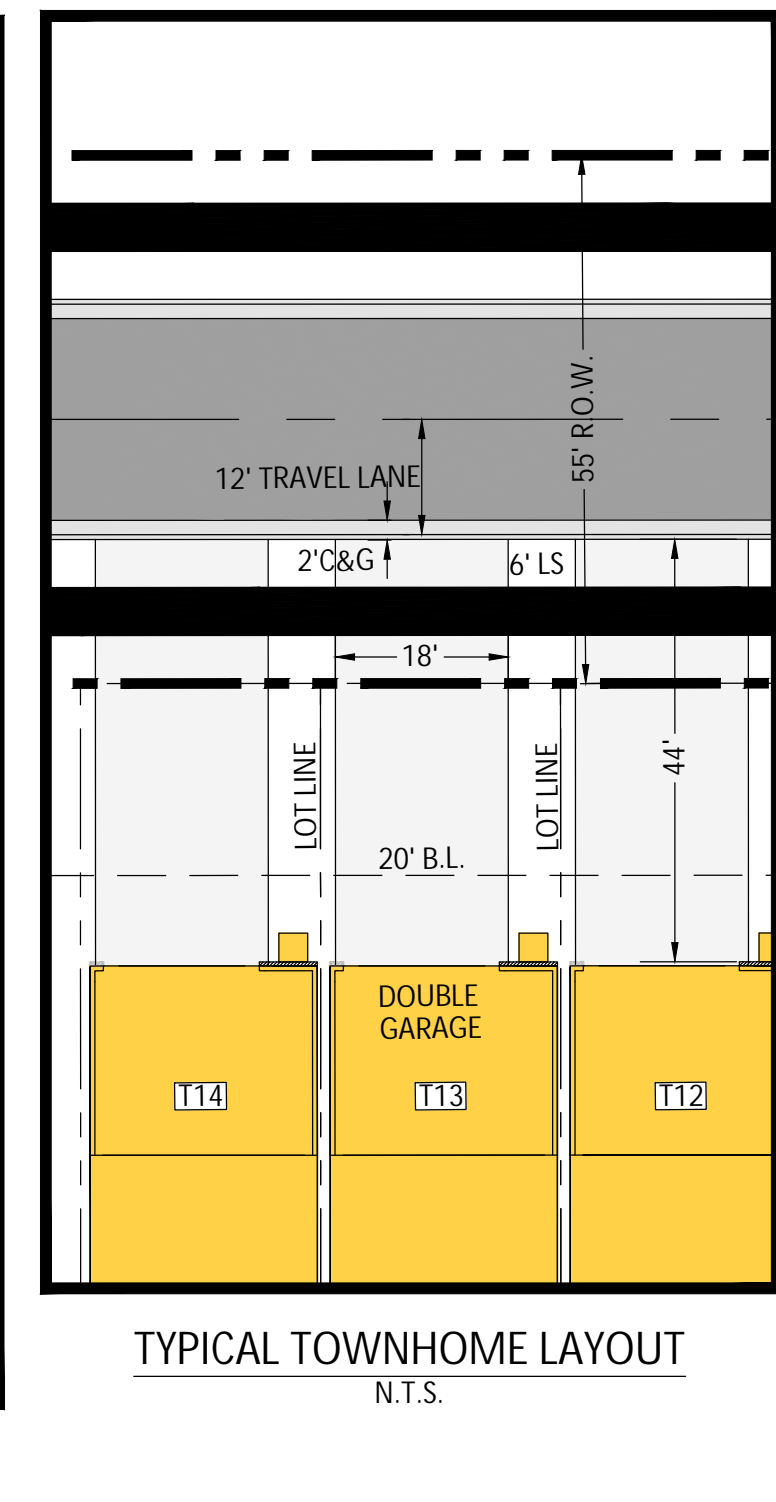 55' R.O.W.
12' TRAVEL LANE
2'C&G
6' LS
18'
44'
LOT LINE
LOT LINE
20' B.L.
DOUBLE
GARAGE
T14
T13
T12
TYPICAL TOWNHOME LAYOUT
N.T.S.